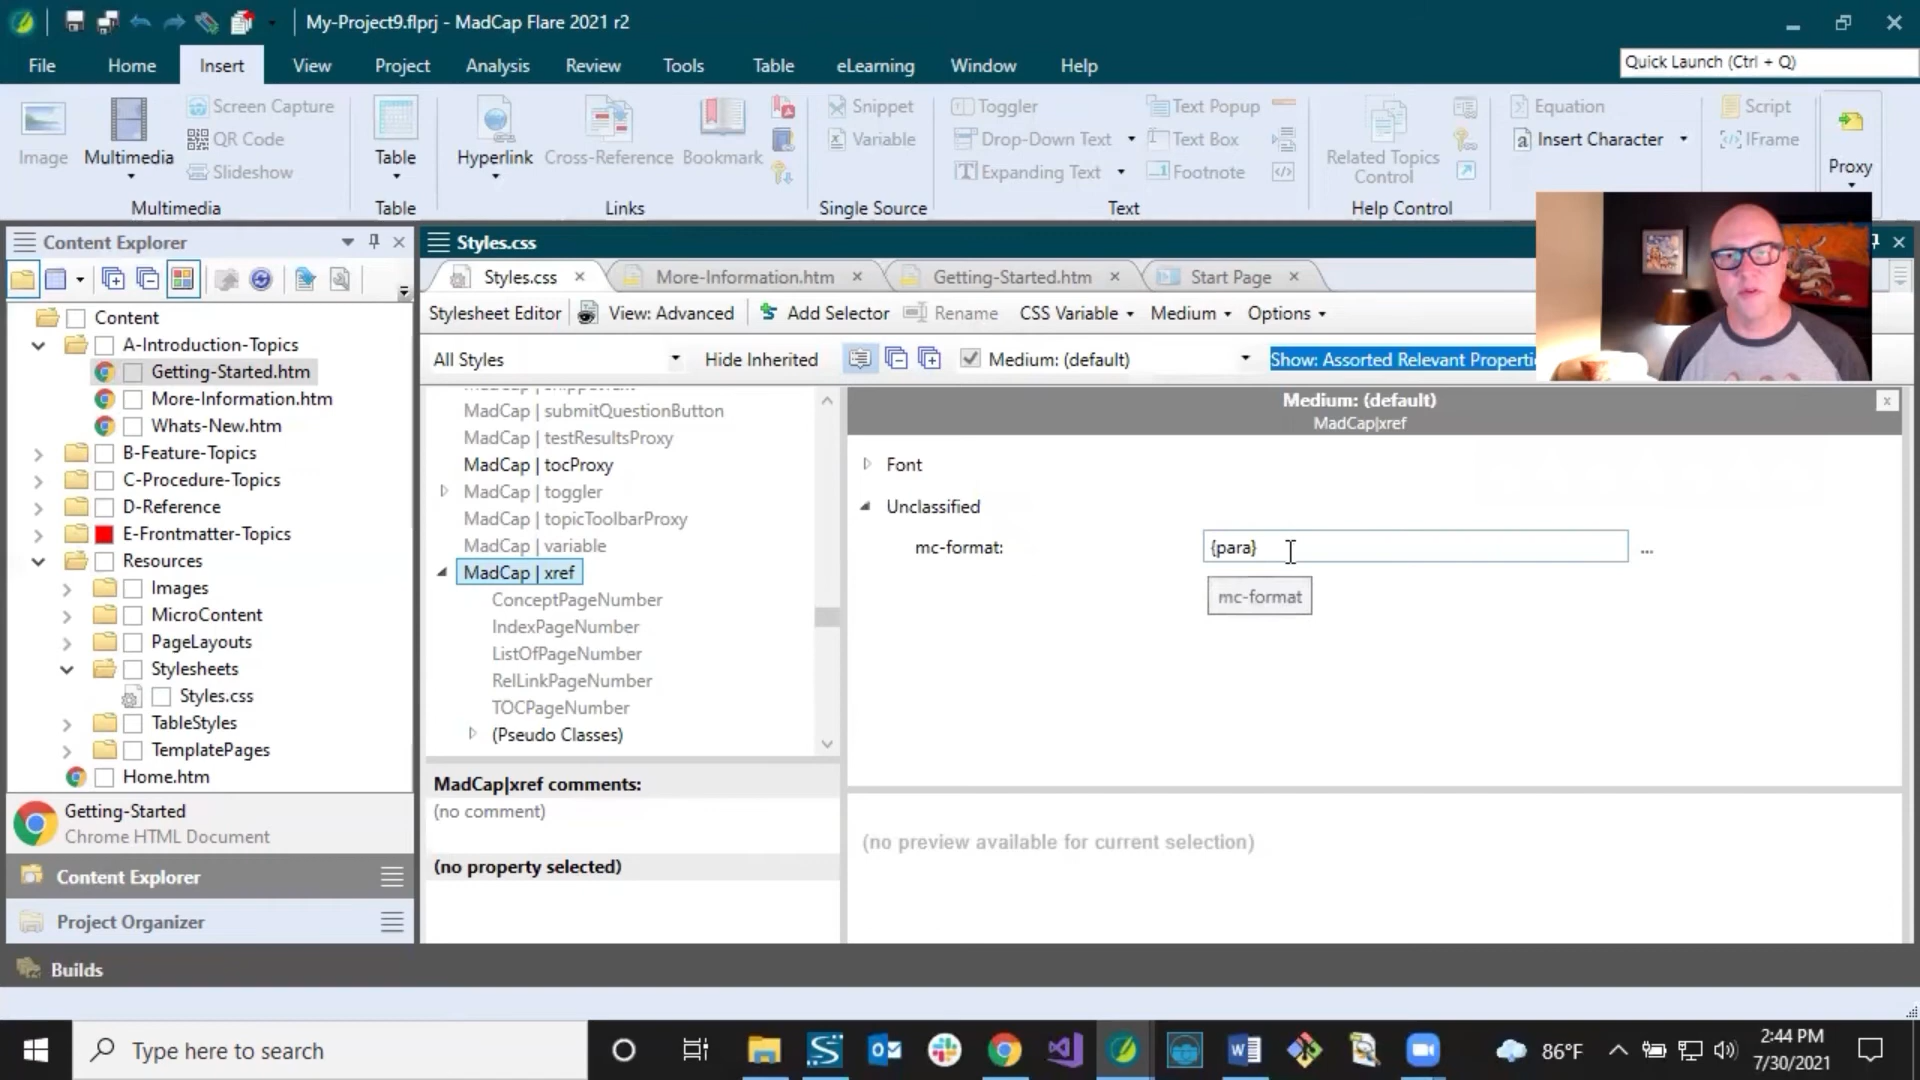 My-Project9.flprj - MadCap Flare 2021 r2
File Home Insert View Project Analysis Review Tools Table eLearning Window Help
Quick Launch (Ctrl + Q)
Image
Multimedia
Screen Capture
QR Code
Slideshow
Multimedia
Table
Table
Hyperlink
Cross-Reference
Bookmark
Links
Snippet
Variable
Single Source
Toggler
Drop-Down Text
Expanding Text
Text Popup
Text Box
Footnote
Text
Related Topics
Control
Help Control
Equation
Insert Character
Script
IFrame
Proxy
Content Explorer
Content
A-Introduction-Topics
Getting-Started.htm
More-Information.htm
Whats-New.htm
B-Feature-Topics
C-Procedure-Topics
D-Reference
E-Frontmatter-Topics
Resources
Images
MicroContent
PageLayouts
Stylesheets
Styles.css
TableStyles
TemplatePages
Home.htm
Getting-Started
Chrome HTML Document
Content Explorer
Project Organizer
Builds
Styles.css
Styles.css More-Information.htm Getting-Started.htm Start Page
Stylesheet Editor View: Advanced Add Selector Rename CSS Variable Medium Options
All Styles Hide Inherited Medium: (default) Show: Assorted Relevant
MadCap | submitQuestionButton
MadCap | testResultsProxy
MadCap | tocProxy
MadCap | toggler
MadCap | topicToolbarProxy
MadCap | variable
MadCap | xref
ConceptPageNumber
IndexPageNumber
ListOfPageNumber
RelLinkPageNumber
TOCPageNumber
(Pseudo Classes)
MadCap|xref comments:
(no comment)
(no property selected)
Medium: (default)
MadCap|xref
Font
Unclassified
mc-format: {para} ...
mc-format
(no preview available for current selection)
Type here to search
86°F
2:44 PM
7/30/2021